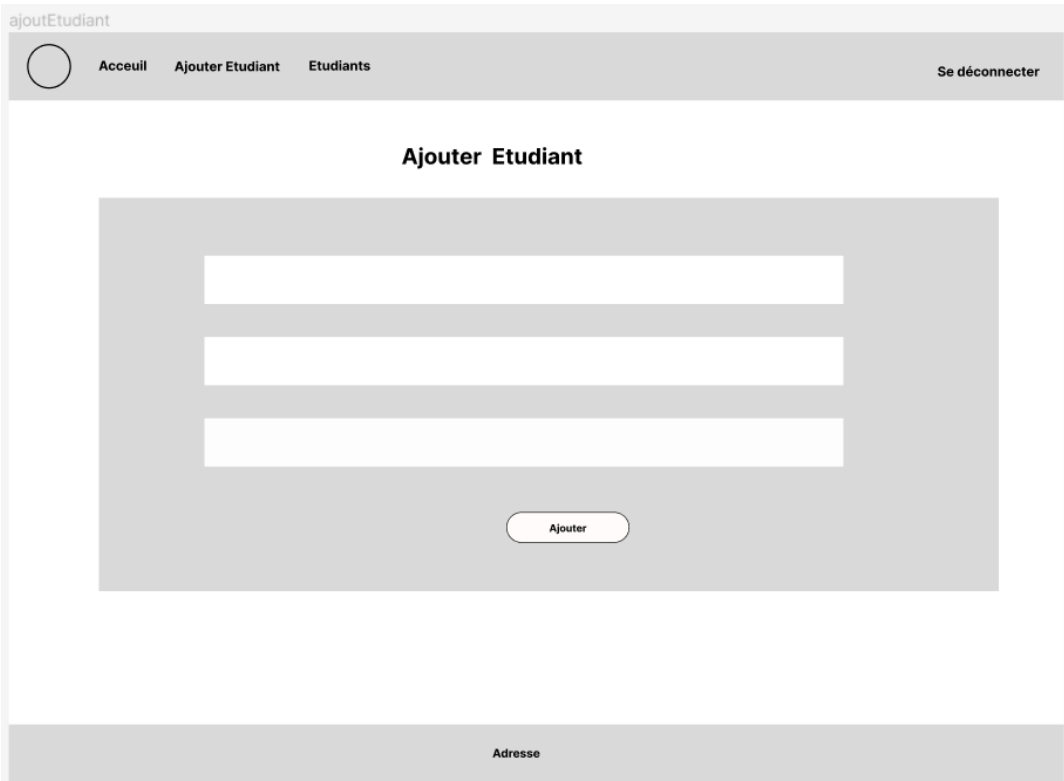 ajoutEtudiant
Acceuil Ajouter Etudiant Etudiants Se déconnecter
Ajouter Etudiant
Ajouter
Adresse